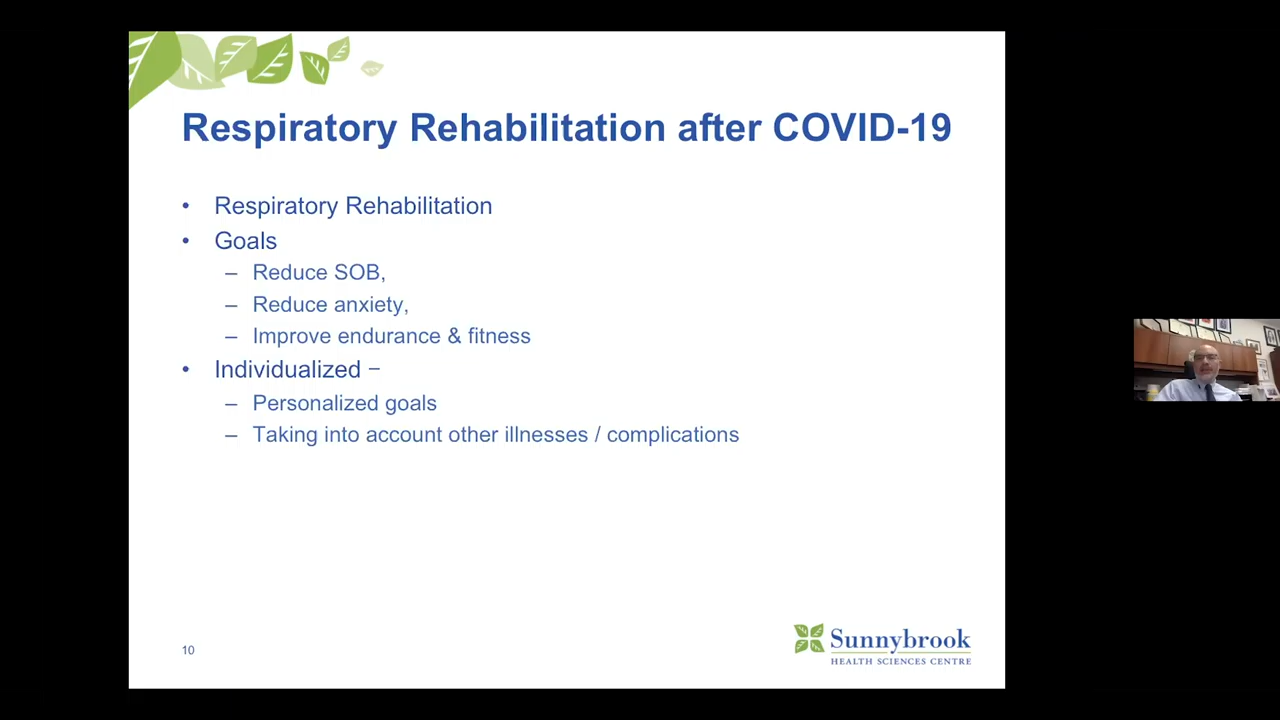 Respiratory Rehabilitation after COVID-19
• Respiratory Rehabilitation
• Goals
– Reduce SOB,
– Reduce anxiety,
– Improve endurance & fitness
• Individualized –
– Personalized goals
– Taking into account other illnesses / complications
10
Sunnybrook
HEALTH SCIENCES CENTRE